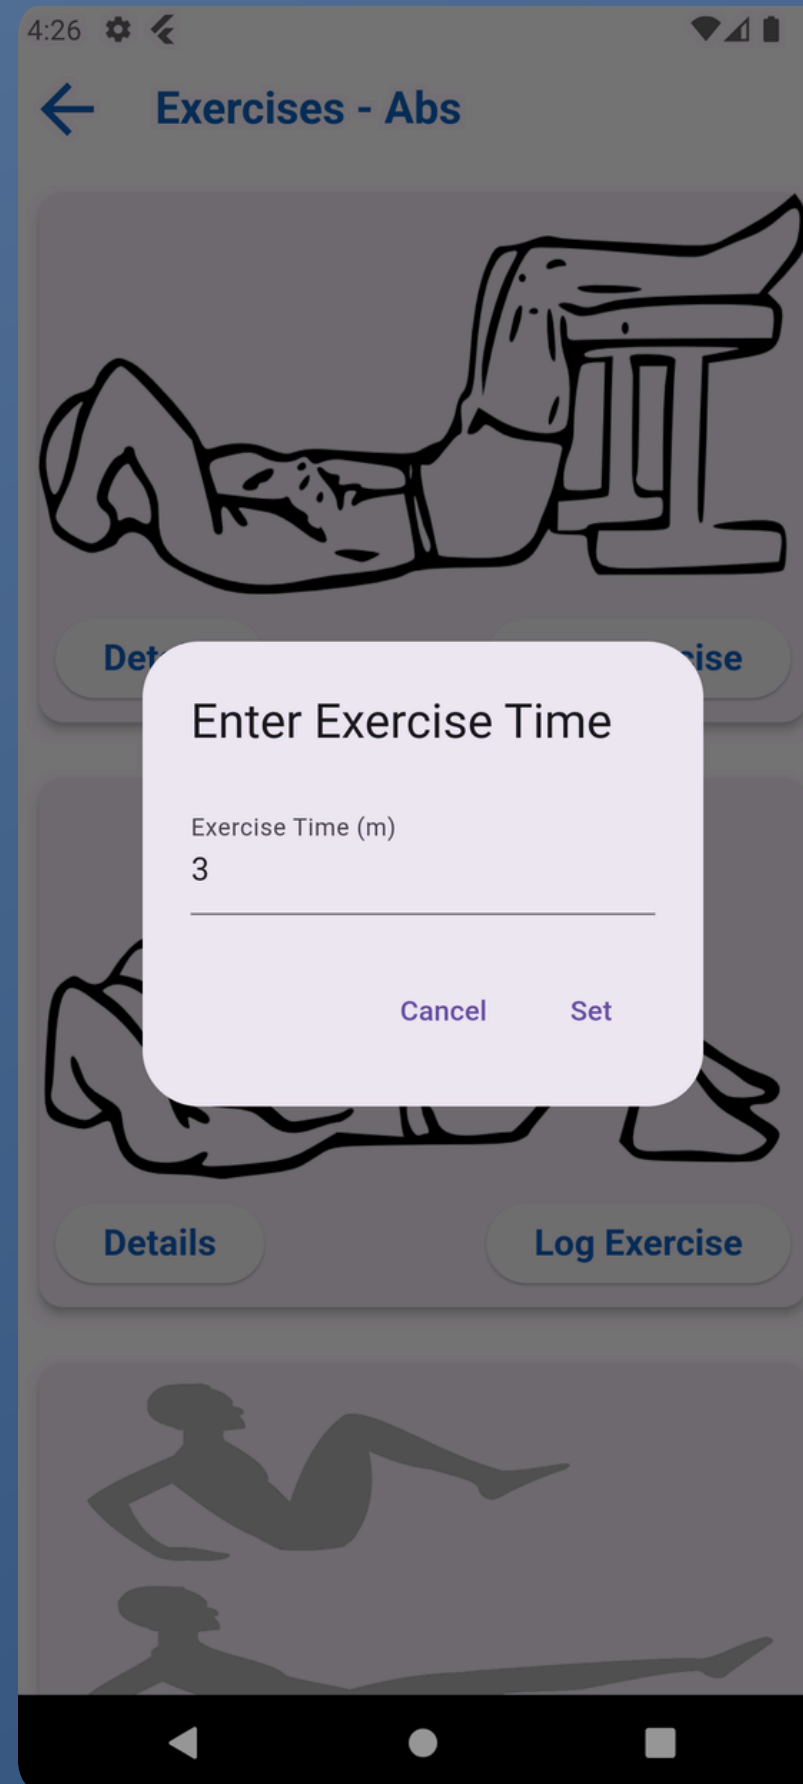 4:26
Exercises - Abs
Enter Exercise Time
Exercise Time (m)
3
Cancel Set
Details Log Exercise